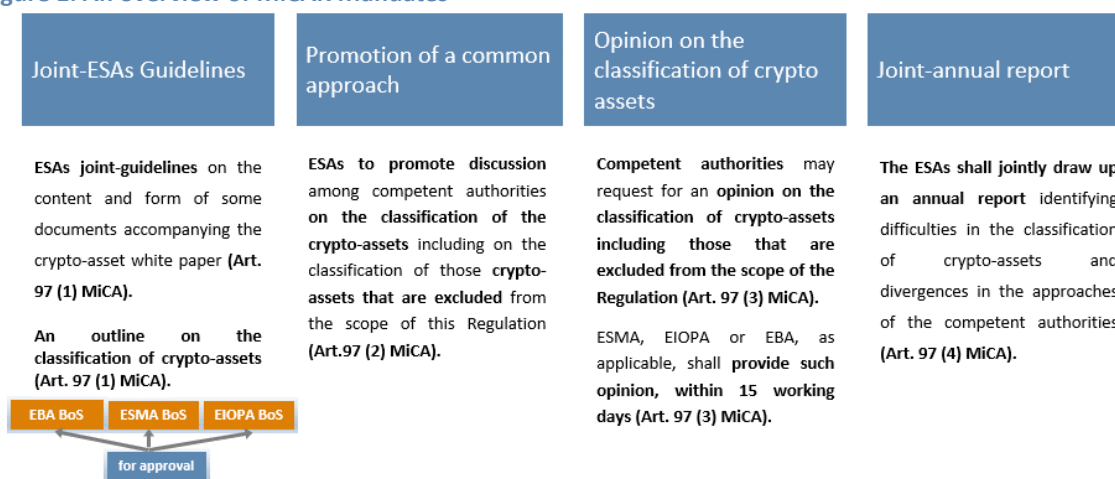 Joint-ESAs Guidelines
ESAs joint-guidelines on the
content and form of some
documents accompanying the
crypto-asset white paper (Art.
97 (1) MiCA).
An outline on the
classification of crypto-assets
(Art. 97 (1) MiCA).
EBA BoS
ESMA BoS
EIOPA BoS
for approval
Promotion of a common
approach
ESAs to promote discussion
among competent authorities
on the classification of the
crypto-assets including on the
classification of those crypto-
assets that are excluded from
the scope of this Regulation
(Art.97 (2) MiCA).
Opinion on the
classification of crypto
assets
Competent authorities may
request for an opinion on the
classification of crypto-assets
including those that are
excluded from the scope of the
Regulation (Art. 97 (3) MiCA).
ESMA, EIOPA or EBA, as
applicable, shall provide such
opinion, within 15 working
days (Art. 97 (3) MiCA).
Joint-annual report
The ESAs shall jointly draw up
an annual report identifying
difficulties in the classification
of crypto-assets and
divergences in the approaches
of the competent authorities
(Art. 97 (4) MiCA).